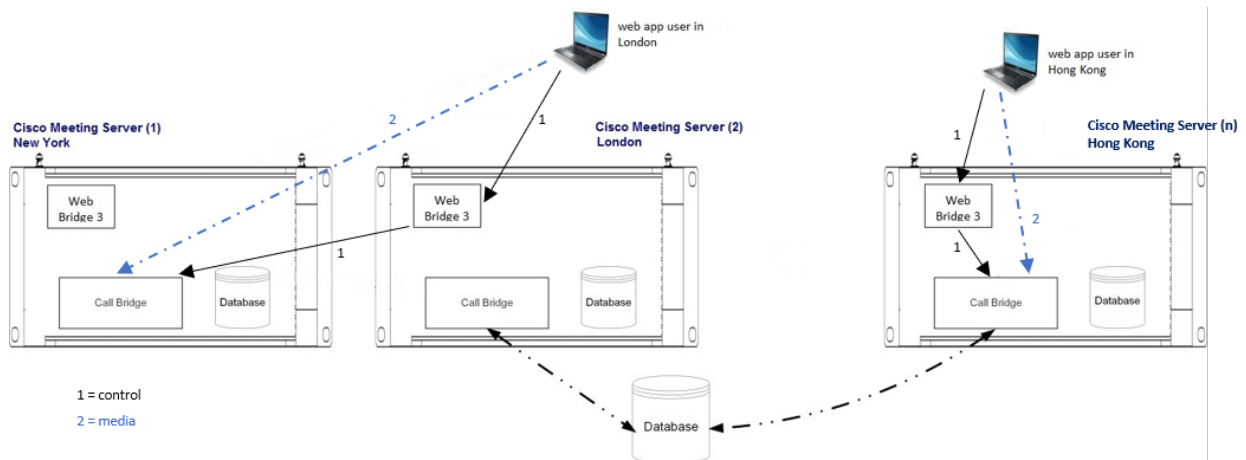 web app user in
London
web app user in
Hong Kong
2
1
1
Cisco Meeting Server (1)
New York
Cisco Meeting Server (2)
London
Cisco Meeting Server (n)
Hong Kong
Web
Bridge 3
Web
Bridge 3
Web
Bridge 3
2
1
1
Call Bridge
Database
Call Bridge
Database
Call Bridge
Database
1 = control
2 = media
Database